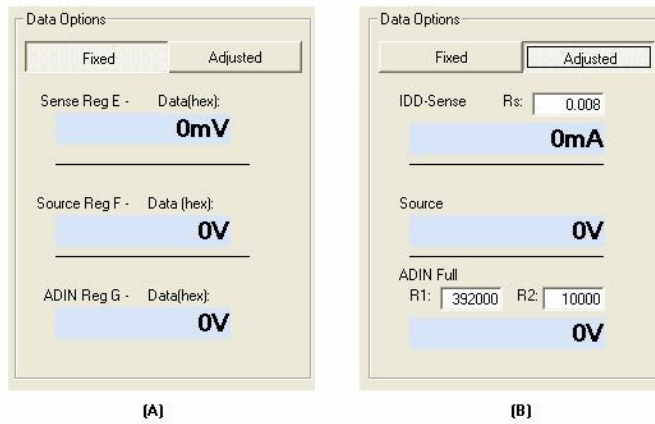 Data Options
Fixed Adjusted
Sense Reg E - Data(hex):
0mV
Source Reg F - Data (hex):
0V
ADIN Reg G - Data(hex):
0V
(A)
Data Options
Fixed Adjusted
IDD-Sense Rs: 0.008
0mA
Source
0V
ADIN Full
R1: 392000 R2: 10000
0V
(B)